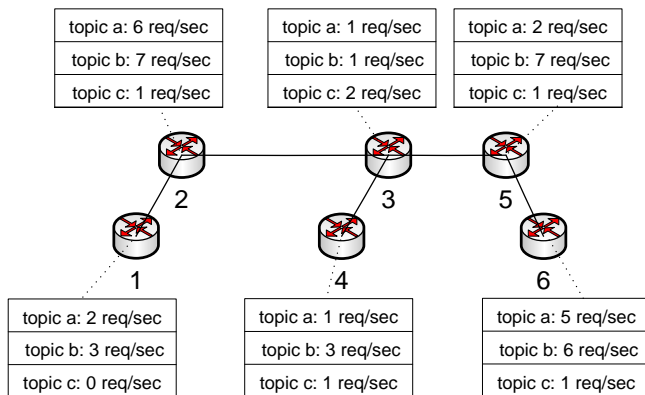 topic a: 6 req/sec
topic b: 7 req/sec
topic c: 1 req/sec
topic a: 1 req/sec
topic b: 1 req/sec
topic c: 2 req/sec
topic a: 2 req/sec
topic b: 7 req/sec
topic c: 1 req/sec
2
3
5
1
4
6
topic a: 2 req/sec
topic b: 3 req/sec
topic c: 0 req/sec
topic a: 1 req/sec
topic b: 3 req/sec
topic c: 1 req/sec
topic a: 5 req/sec
topic b: 6 req/sec
topic c: 1 req/sec